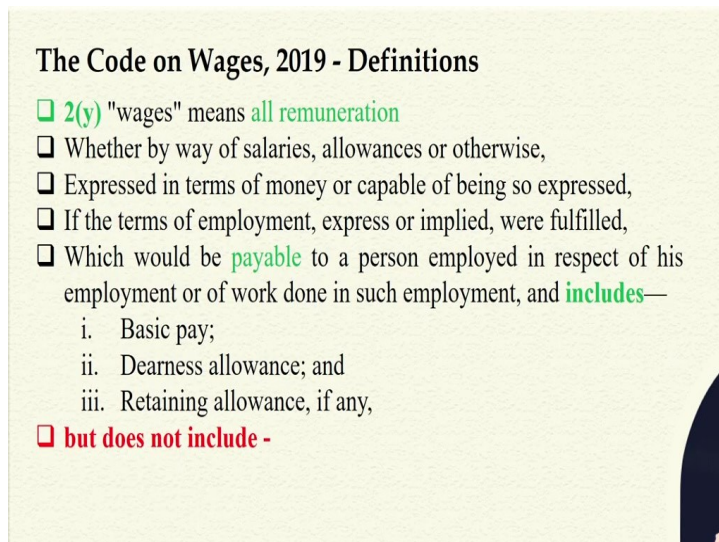 The Code on Wages, 2019 - Definitions
2(y) "wages" means all remuneration
Whether by way of salaries, allowances or otherwise,
Expressed in terms of money or capable of being so expressed,
If the terms of employment, express or implied, were fulfilled,
Which would be payable to a person employed in respect of his
employment or of work done in such employment, and includes—
i. Basic pay;
ii. Dearness allowance; and
iii. Retaining allowance, if any,
but does not include -